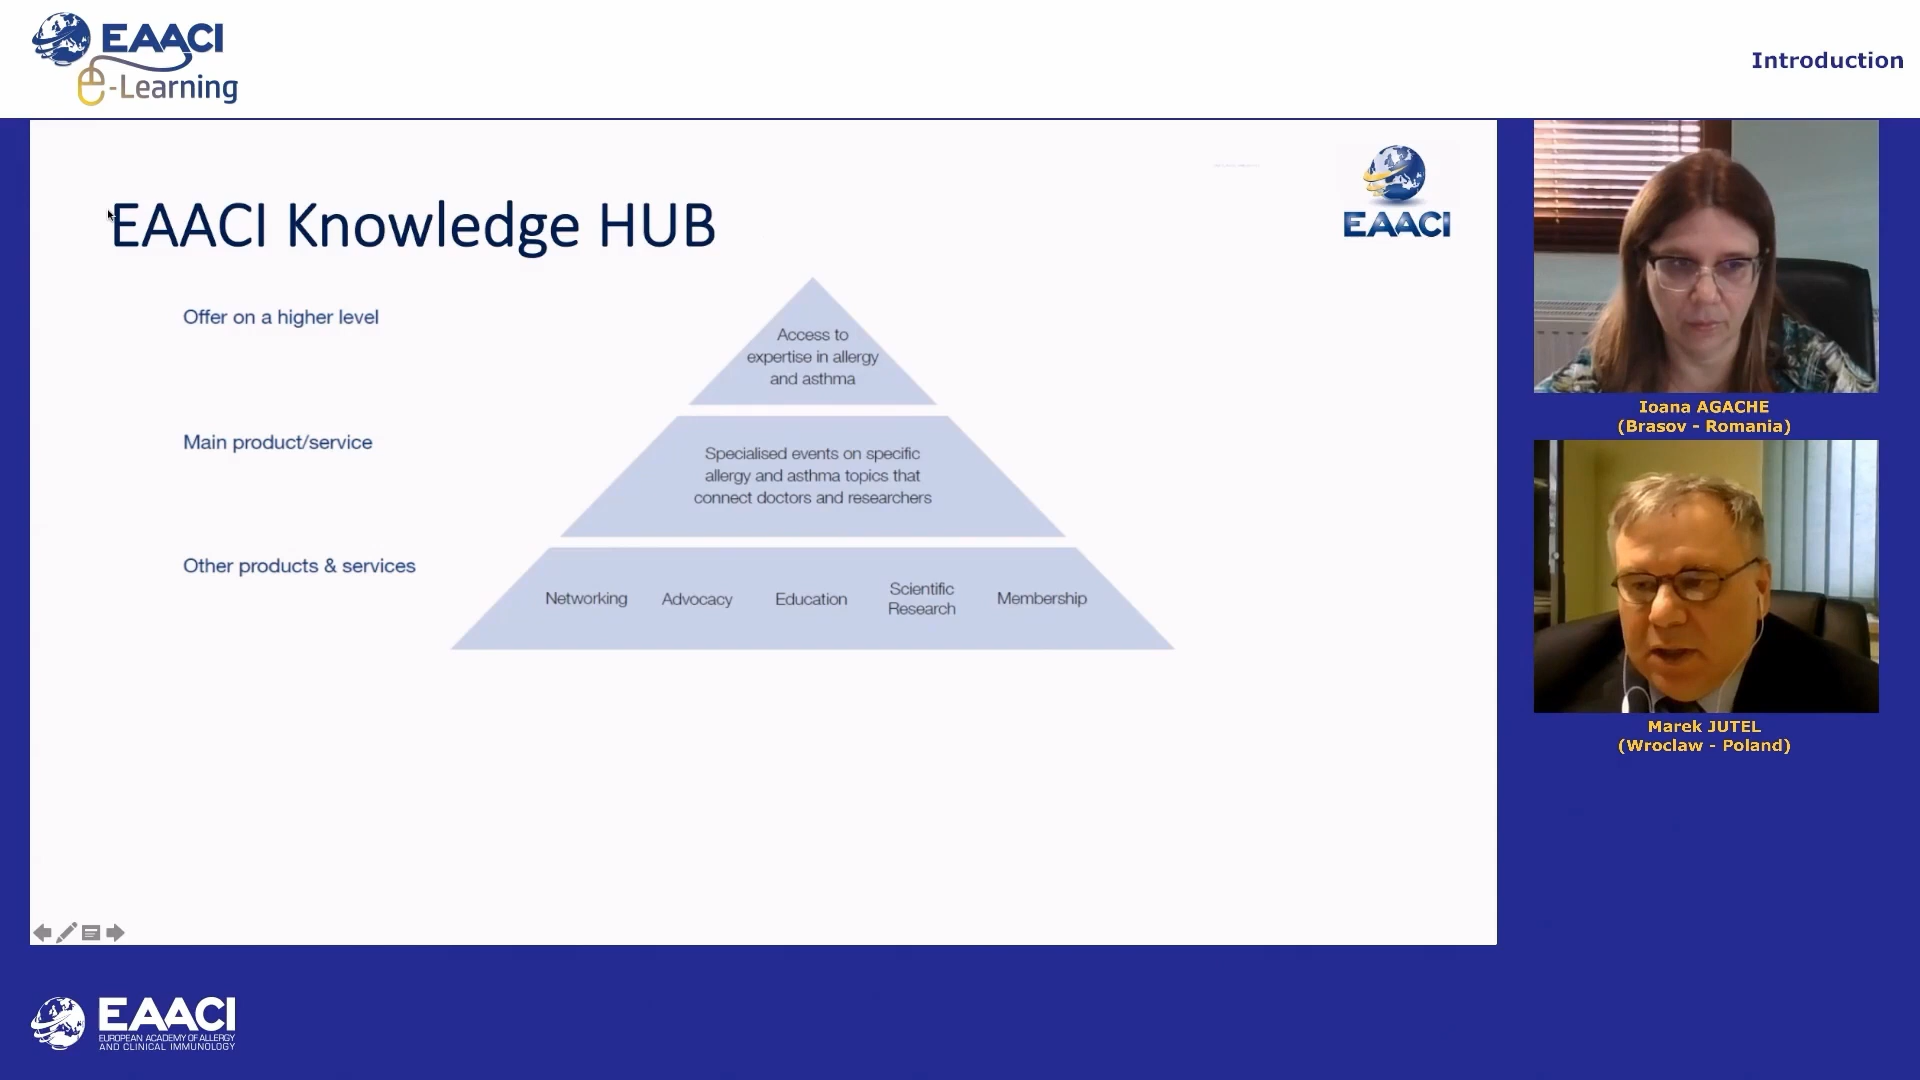 EAACI
e-Learning
Introduction
EAACI Knowledge HUB
EAACI
Offer on a higher level
Access to
expertise in allergy
and asthma
Main product/service
Specialised events on specific
allergy and asthma topics that
connect doctors and researchers
Other products & services
Networking
Advocacy
Education
Scientific
Research
Membership
Ioana AGACHE
(Brasov - Romania)
Marek JUTEL
(Wroclaw - Poland)
EAACI
EUROPEAN ACADEMY OF ALLERGY
AND CLINICAL IMMUNOLOGY